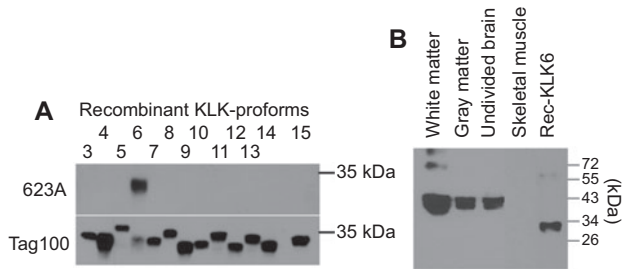 A
Recombinant KLK-proforms
4 6 8 10 12 14 15
3 5 7 9 11 13
623A
35 kDa
Tag100
35 kDa
B
White matter
Gray matter
Undivided brain
Skeletal muscle
Rec-KLK6
72
55
43
34
26
(kDa)